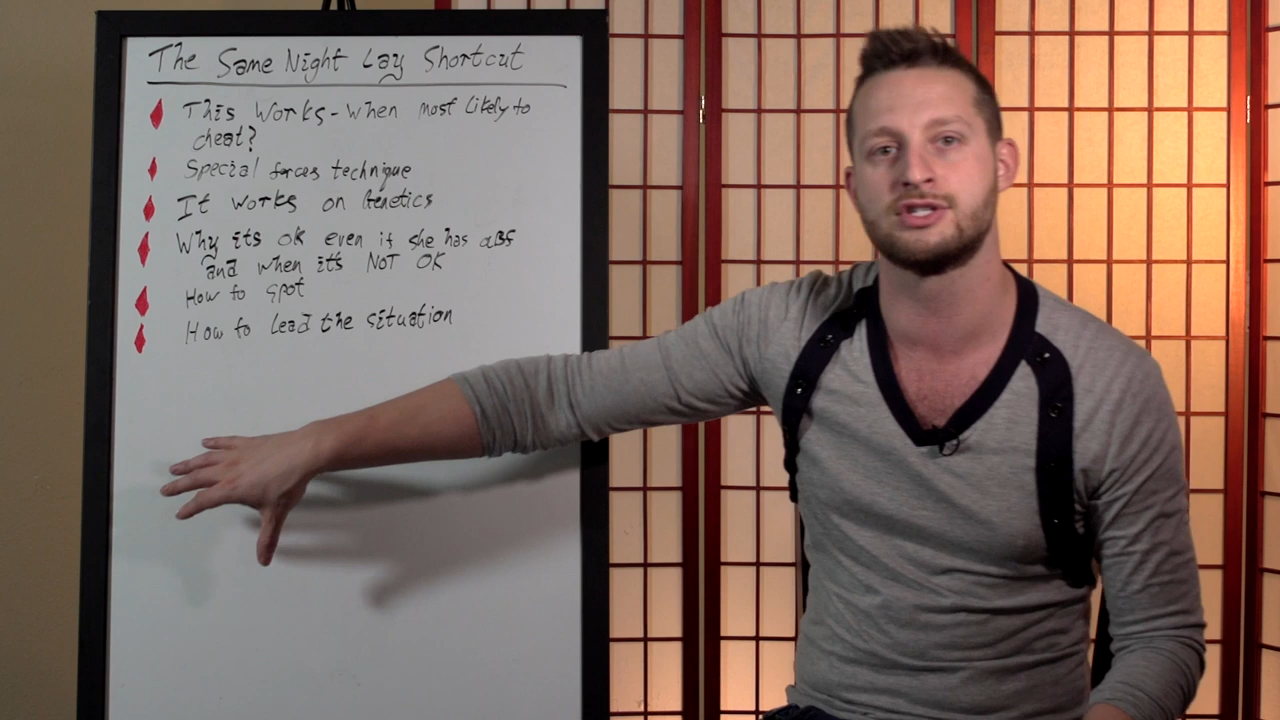 The Same Night Lay Shortcut
This Works - When most Likely to
cheat?
Special forces technique
It works on Genetics
Why its ok even if she has a BF
and when it's NOT OK
How to spot
How to Lead the situation